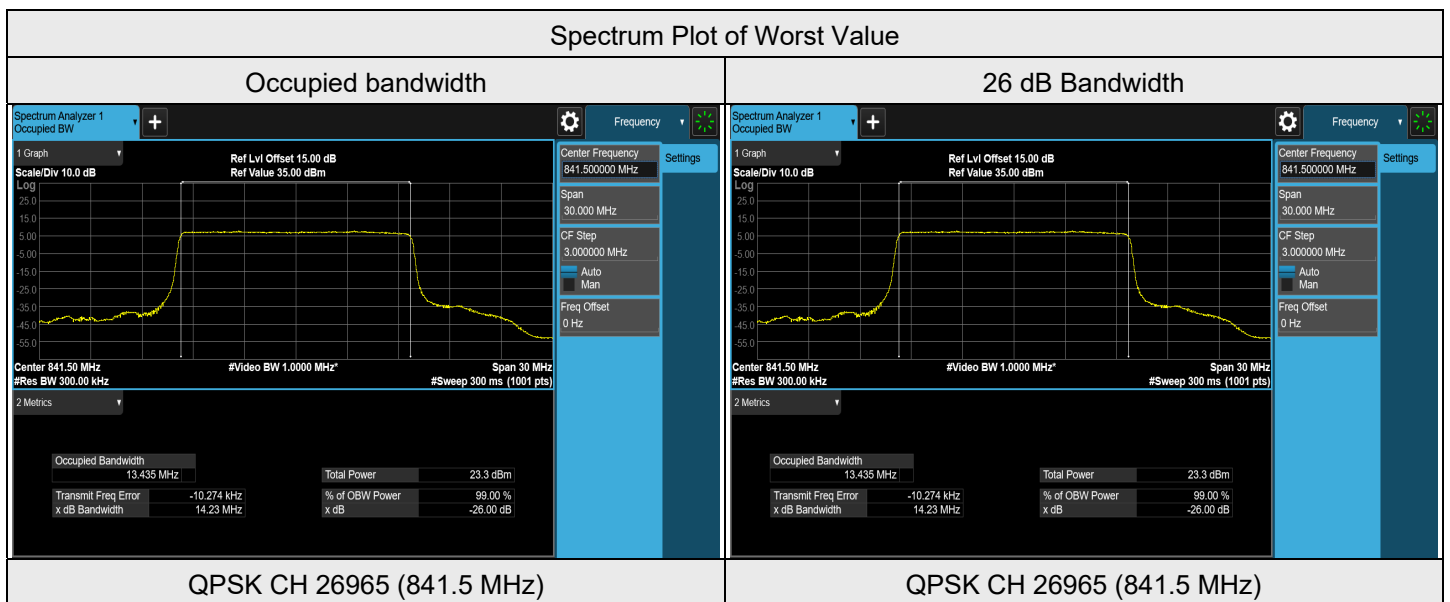 Spectrum Plot of Worst Value
Occupied bandwidth
26 dB Bandwidth
Spectrum Analyzer 1
Occupied BW
+
Frequency
1 Graph
Scale/Div 10.0 dB
Ref Lvl Offset 15.00 dB
Ref Value 35.00 dBm
Log
25.0
15.0
5.00
-5.00
-15.0
-25.0
-35.0
-45.0
-55.0
Center 841.50 MHz
#Video BW 1.0000 MHz*
Span 30 MHz
#Res BW 300.00 kHz
#Sweep 300 ms (1001 pts)
Center Frequency
841.500000 MHz
Settings
Span
30.000 MHz
CF Step
3.000000 MHz
Auto
Man
Freq Offset
0 Hz
2 Metrics
Occupied Bandwidth
13.435 MHz
Total Power 23.3 dBm
Transmit Freq Error -10.274 kHz % of OBW Power 99.00 %
x dB Bandwidth 14.23 MHz x dB -26.00 dB
Spectrum Analyzer 1
Occupied BW
+
Frequency
1 Graph
Scale/Div 10.0 dB
Ref Lvl Offset 15.00 dB
Ref Value 35.00 dBm
Log
25.0
15.0
5.00
-5.00
-15.0
-25.0
-35.0
-45.0
-55.0
Center 841.50 MHz
#Video BW 1.0000 MHz*
Span 30 MHz
#Res BW 300.00 kHz
#Sweep 300 ms (1001 pts)
Center Frequency
841.500000 MHz
Settings
Span
30.000 MHz
CF Step
3.000000 MHz
Auto
Man
Freq Offset
0 Hz
2 Metrics
Occupied Bandwidth
13.435 MHz
Total Power 23.3 dBm
Transmit Freq Error -10.274 kHz % of OBW Power 99.00 %
x dB Bandwidth 14.23 MHz x dB -26.00 dB
QPSK CH 26965 (841.5 MHz)
QPSK CH 26965 (841.5 MHz)